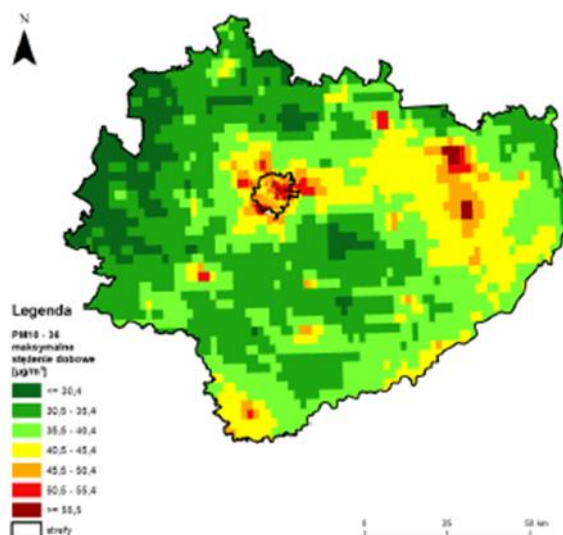 N
Legenda
PM10 - 36
maksymalne
stężenie dobowe
[µg/m³]
<= 30,4
30,5 - 35,4
35,5 - 40,4
40,5 - 45,4
45,5 - 50,4
50,5 - 55,4
>= 55,5
strefy
0 25 50 km